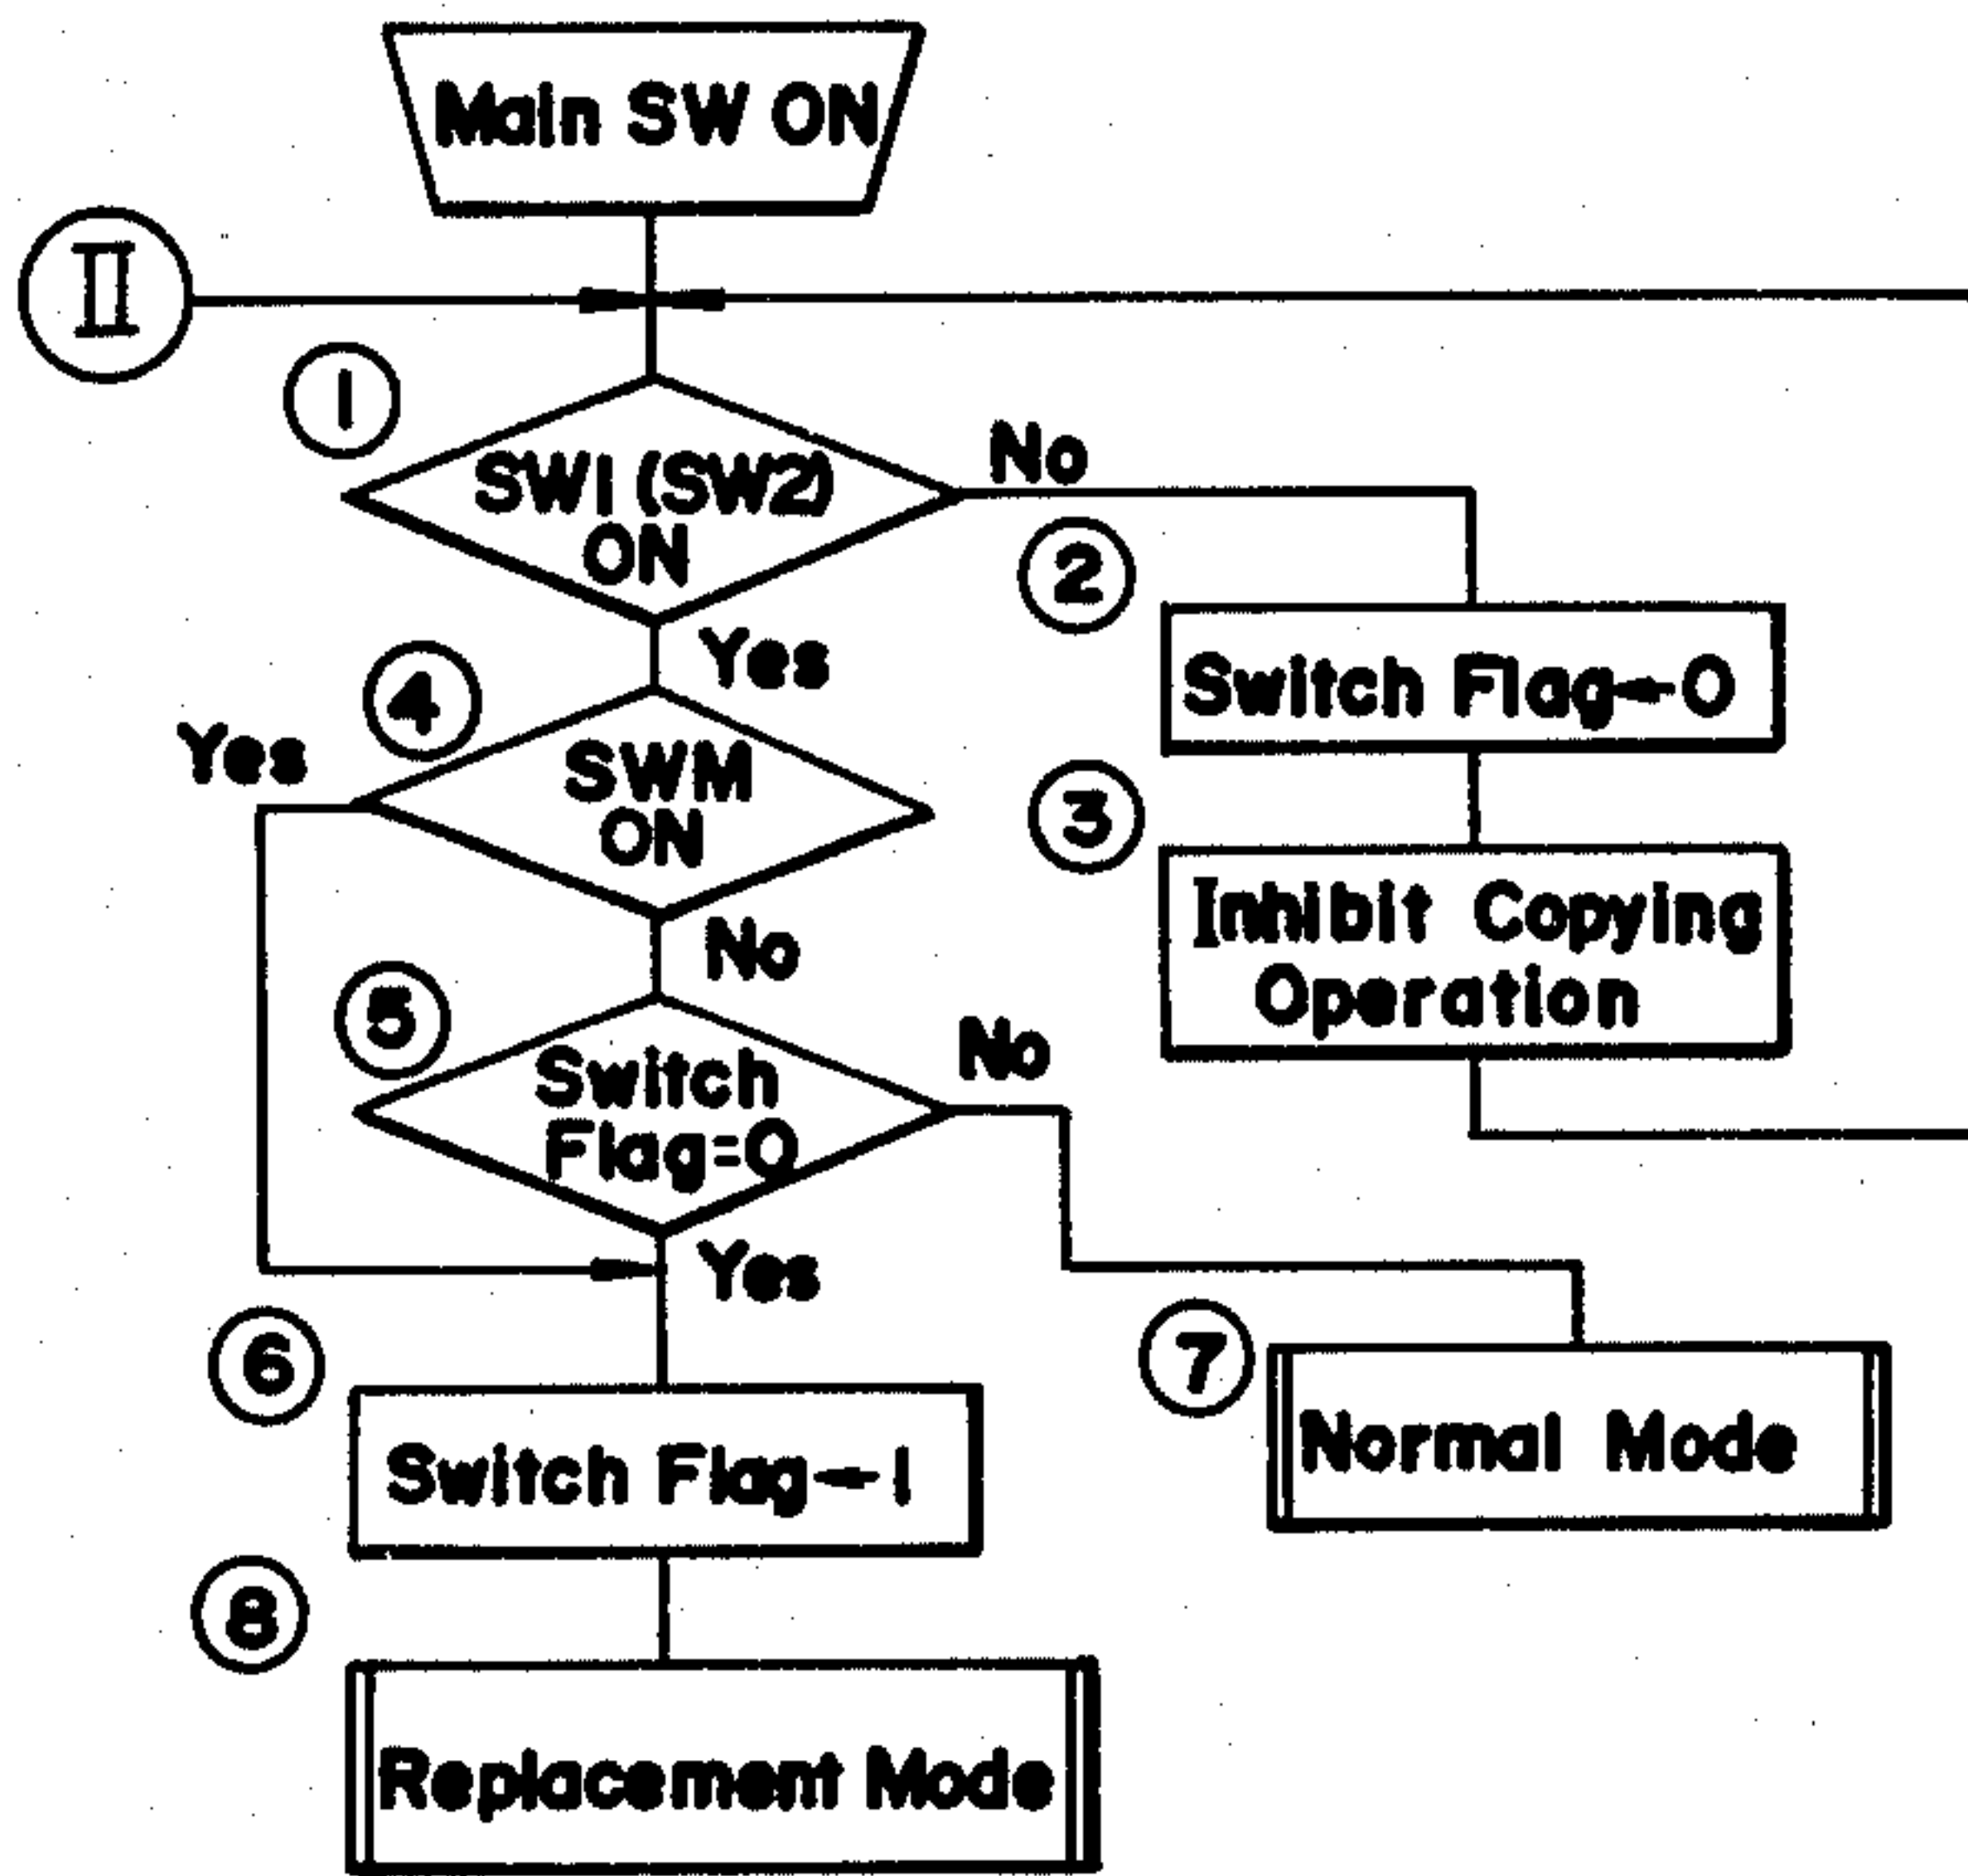 Main SW ON
II
1
SW1 (SW2)
ON
No
2
Switch Flag←0
Yes
4
Yes
SWM
ON
3
Inhibit Copying
Operation
No
5
Switch
Flag=0
No
Yes
6
Switch Flag←1
7
Normal Mode
8
Replacement Mode